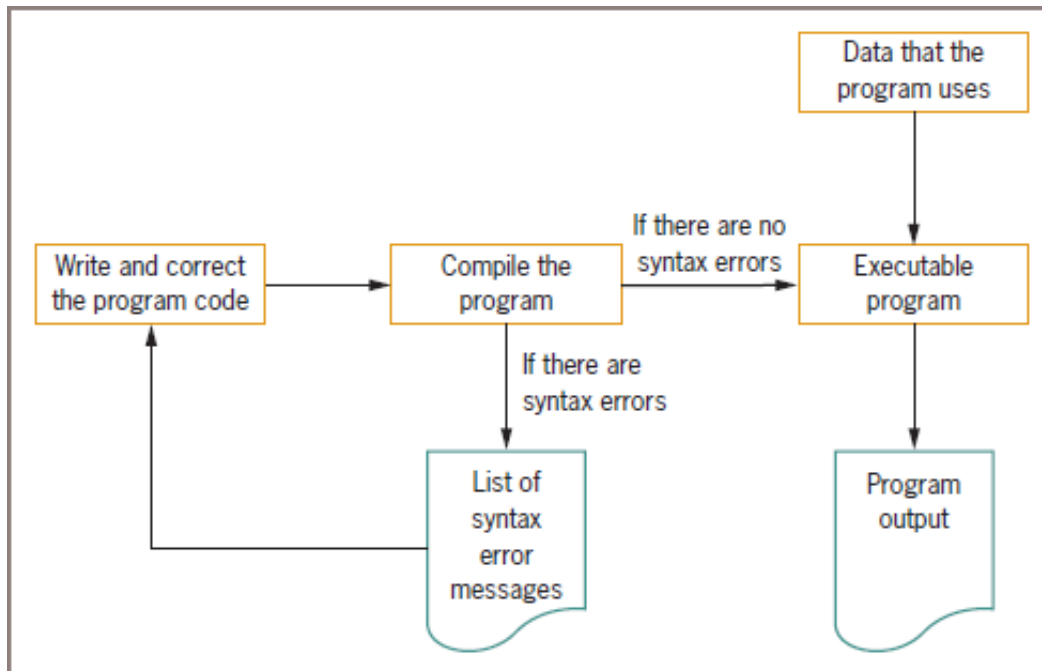 Data that the
program uses
If there are no
syntax errors
Write and correct
the program code
Compile the
program
Executable
program
If there are
syntax errors
List of
syntax
error
messages
Program
output